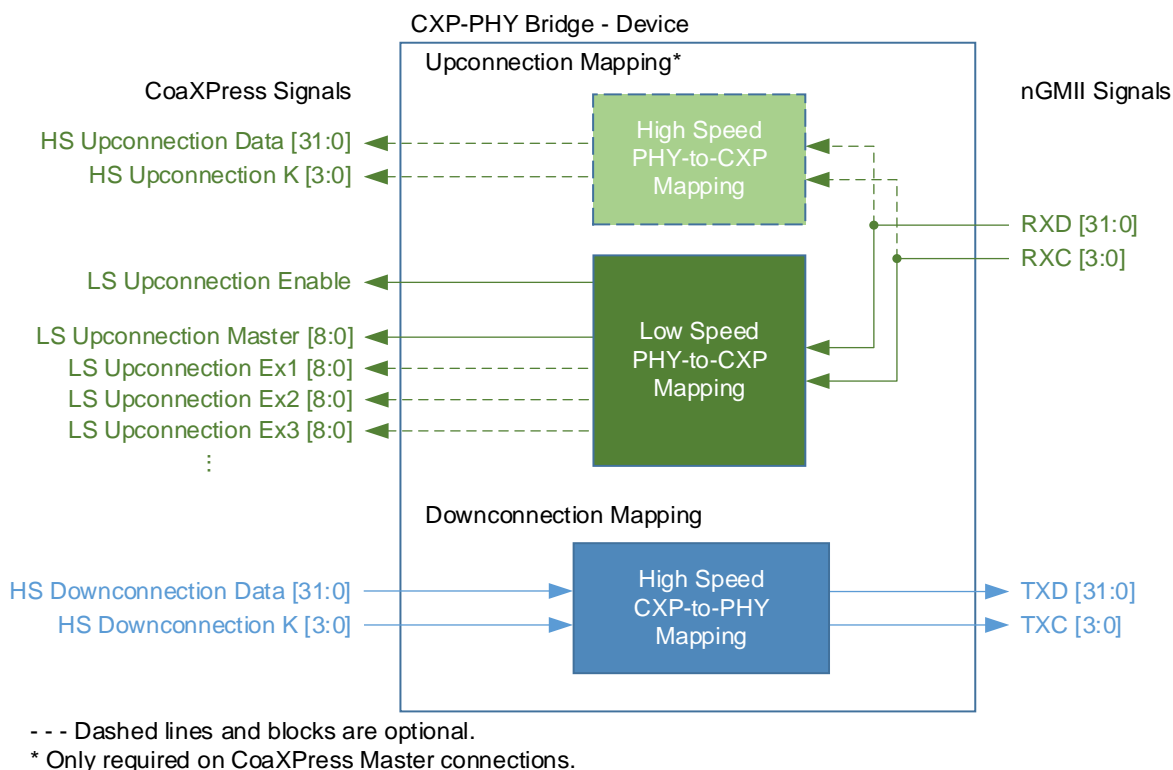 CXP-PHY Bridge - Device
Upconnection Mapping*
CoaXPress Signals
nGMII Signals
HS Upconnection Data [31:0]
HS Upconnection K [3:0]
High Speed
PHY-to-CXP
Mapping
RXD [31:0]
RXC [3:0]
LS Upconnection Enable
LS Upconnection Master [8:0]
LS Upconnection Ex1 [8:0]
LS Upconnection Ex2 [8:0]
LS Upconnection Ex3 [8:0]
⋮
Low Speed
PHY-to-CXP
Mapping
Downconnection Mapping
HS Downconnection Data [31:0]
HS Downconnection K [3:0]
High Speed
CXP-to-PHY
Mapping
TXD [31:0]
TXC [3:0]
- - - Dashed lines and blocks are optional.
* Only required on CoaXPress Master connections.